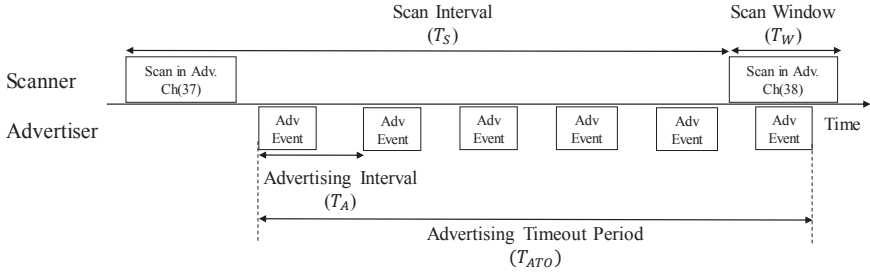 Scan Interval
(T_S)
Scan Window
(T_W)
Scanner
Scan in Adv.
Ch(37)
Scan in Adv.
Ch(38)
Advertiser
Adv
Event
Adv
Event
Adv
Event
Adv
Event
Adv
Event
Adv
Event
Time
Advertising Interval
(T_A)
Advertising Timeout Period
(T_ATO)